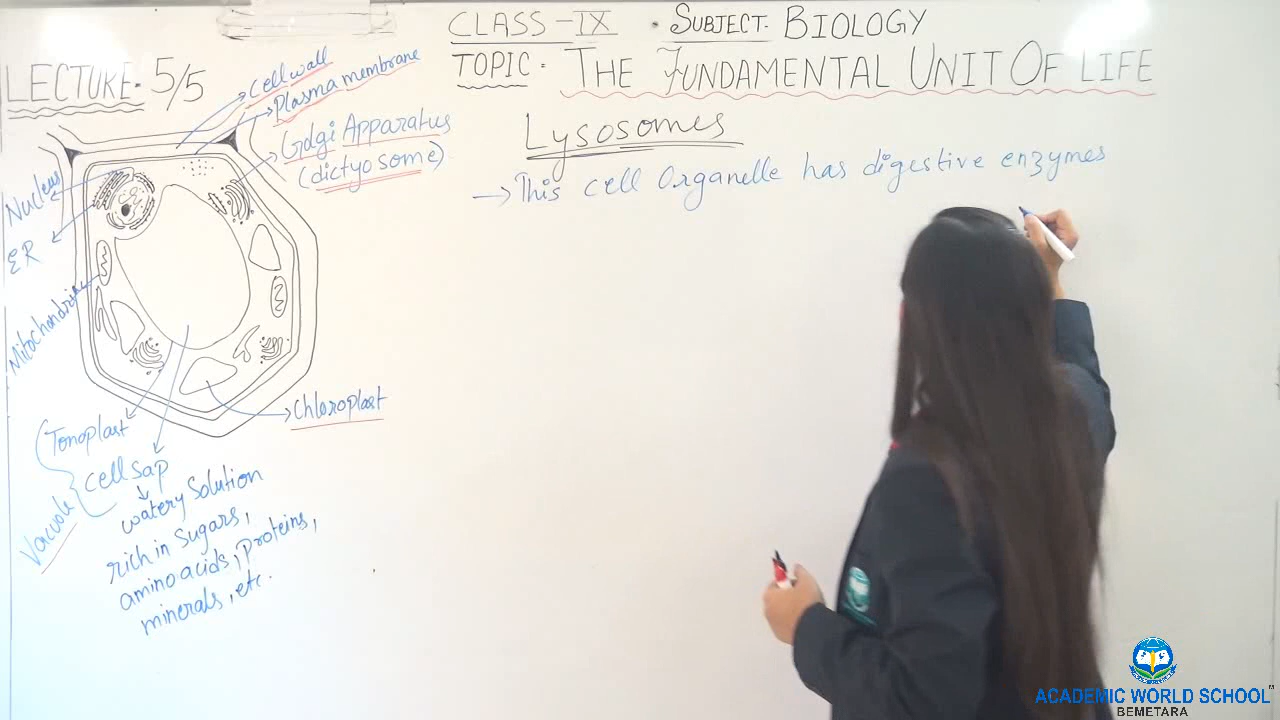 CLASS - IX • SUBJECT. BIOLOGY
TOPIC. THE FUNDAMENTAL UNIT OF LIFE
LECTURE. 5/5
Cell wall
Plasma membrane
Golgi Apparatus
(dictyosome)
Nucleus
ER
Mitochondria
Chloroplast
Tonoplast
cell sap
Vacuole
watery solution
rich in sugars,
amino acids, proteins,
minerals, etc.
Lysosomes
→ This cell organelle has digestive enzymes
ACADEMIC WORLD SCHOOL
BEMETARA